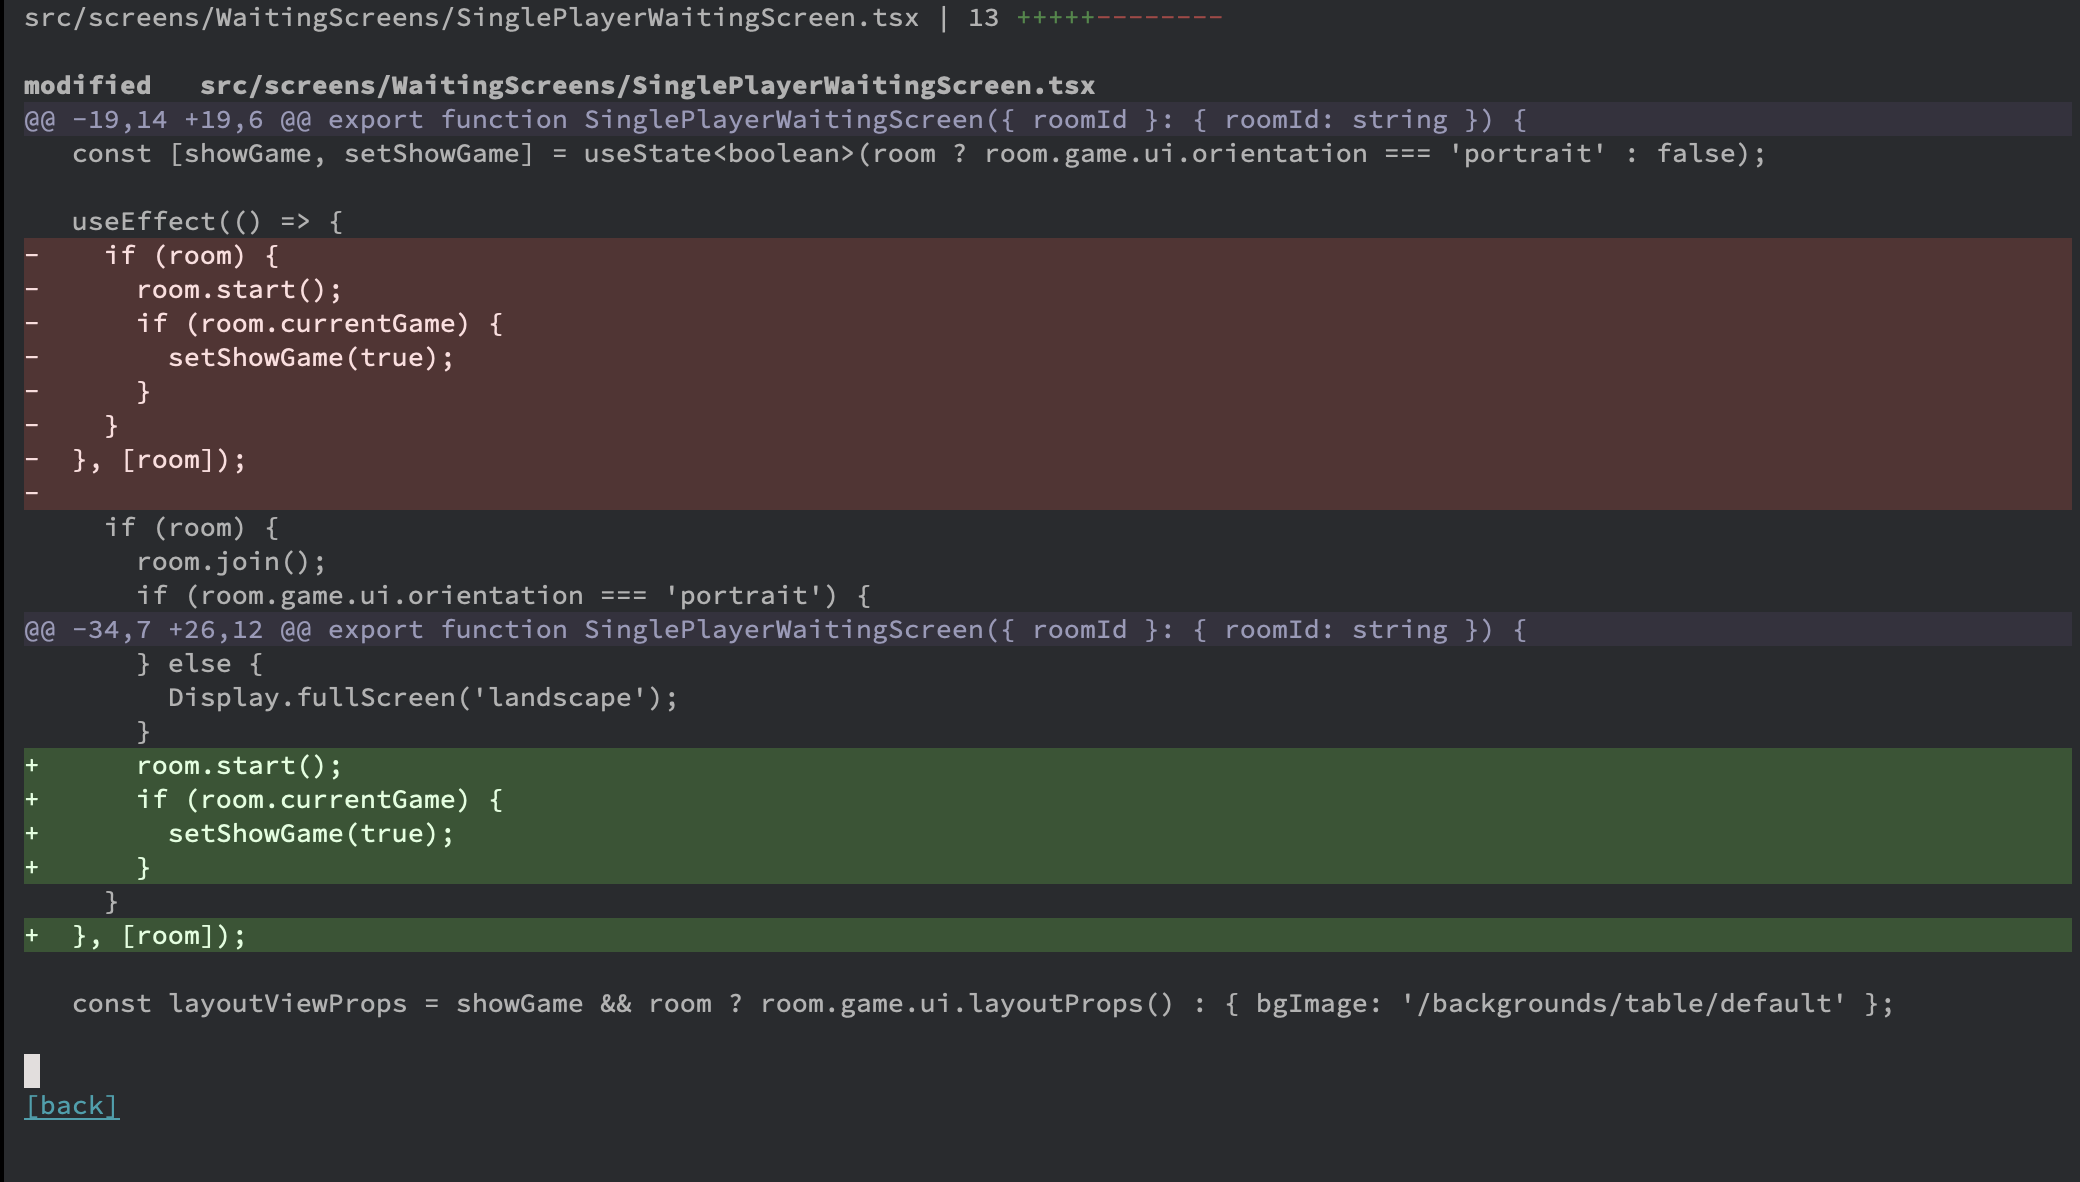 src/screens/WaitingScreens/SinglePlayerWaitingScreen.tsx | 13 +++++--------
modified   src/screens/WaitingScreens/SinglePlayerWaitingScreen.tsx
@@ -19,14 +19,6 @@ export function SinglePlayerWaitingScreen({ roomId }: { roomId: string }) {
   const [showGame, setShowGame] = useState<boolean>(room ? room.game.ui.orientation === 'portrait' : false);
   useEffect(() => {
-    if (room) {
-      room.start();
-      if (room.currentGame) {
-        setShowGame(true);
-      }
-    }
-  }, [room]);
-
     if (room) {
       room.join();
       if (room.game.ui.orientation === 'portrait') {
@@ -34,7 +26,12 @@ export function SinglePlayerWaitingScreen({ roomId }: { roomId: string }) {
       } else {
         Display.fullScreen('landscape');
       }
+      room.start();
+      if (room.currentGame) {
+        setShowGame(true);
+      }
     }
+  }, [room]);
   const layoutViewProps = showGame && room ? room.game.ui.layoutProps() : { bgImage: '/backgrounds/table/default' };
[back]